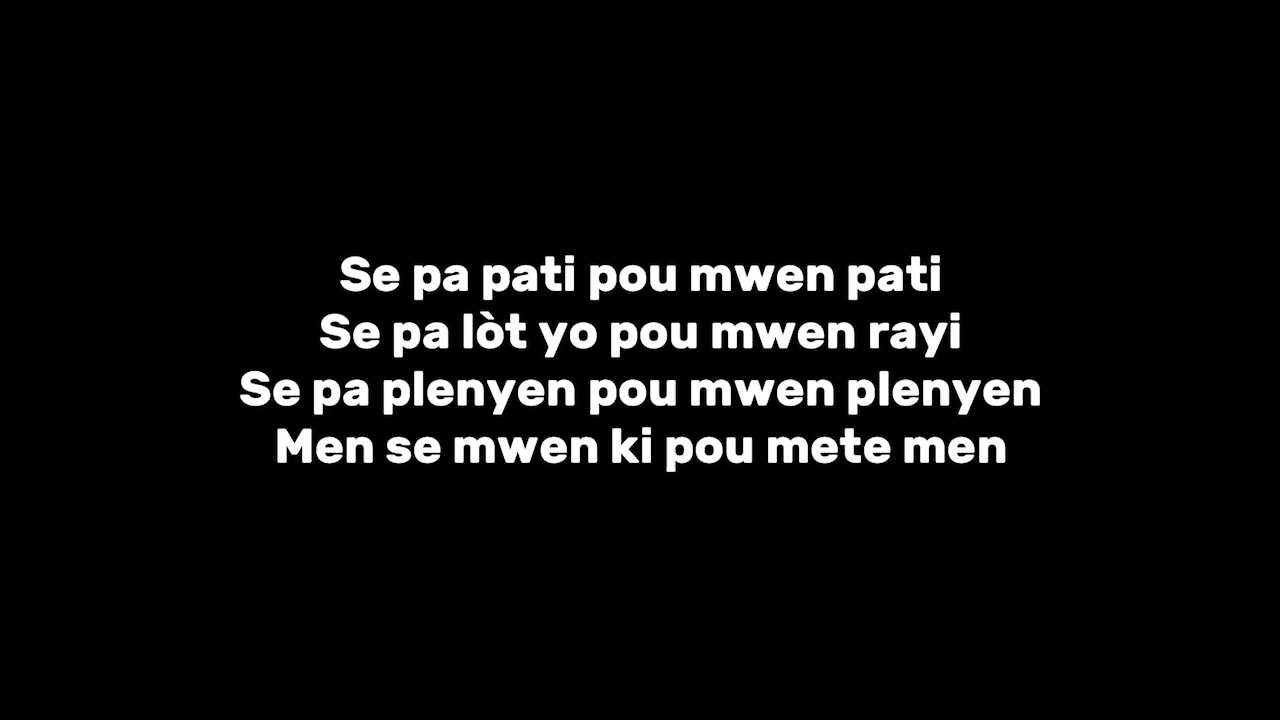 Se pa pati pou mwen pati
Se pa lòt yo pou mwen rayi
Se pa plenyen pou mwen plenyen
Men se mwen ki pou mete men